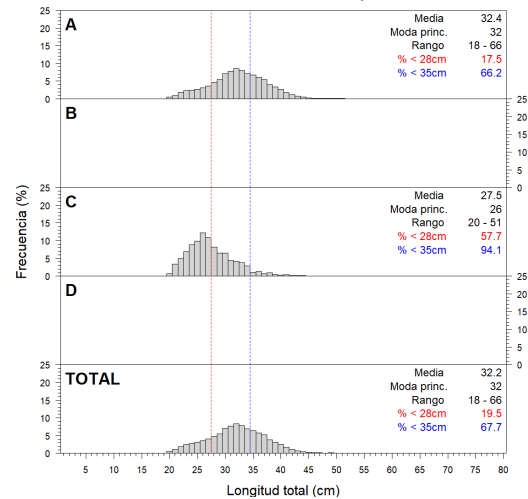 25
20
15
10
5
0
A
Media 32.4
Moda princ. 32
Rango 18 - 66
% < 28cm 17.5
% < 35cm 66.2
B
25
20
15
10
5
0
25
20
15
10
5
0
C
Media 27.5
Moda princ. 26
Rango 20 - 51
% < 28cm 57.7
% < 35cm 94.1
D
25
20
15
10
5
0
25
20
15
10
5
0
TOTAL
Media 32.2
Moda princ. 32
Rango 18 - 66
% < 28cm 19.5
% < 35cm 67.7
Frecuencia (%)
5 10 15 20 25 30 35 40 45 50 55 60 65 70 75 80
Longitud total (cm)